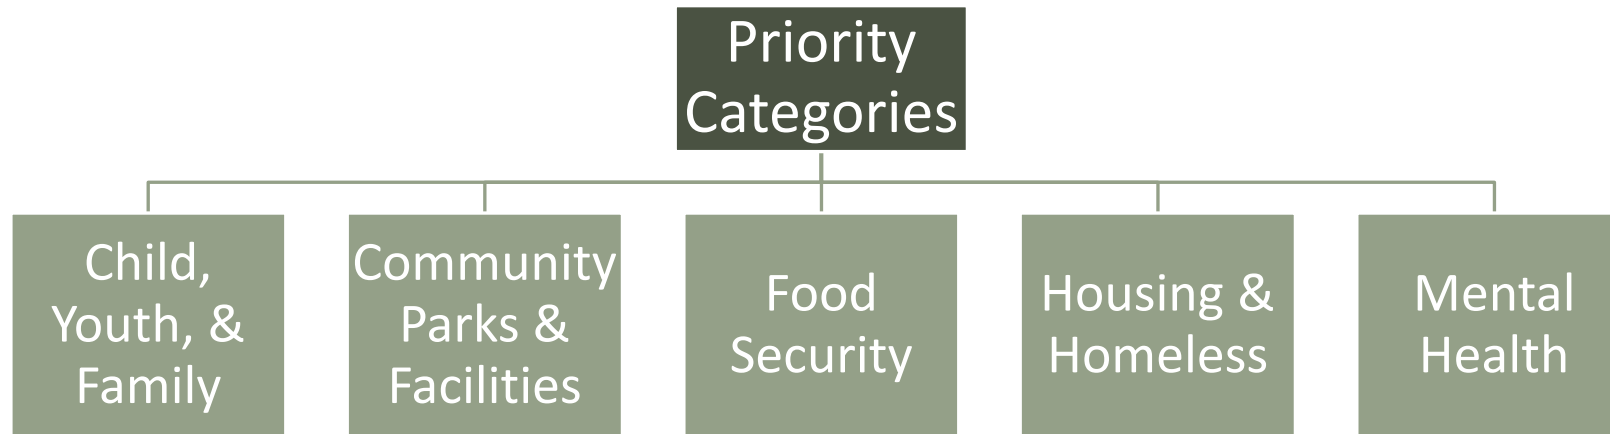 Priority
Categories
Child,
Youth, &
Family
Community
Parks &
Facilities
Food
Security
Housing &
Homeless
Mental
Health